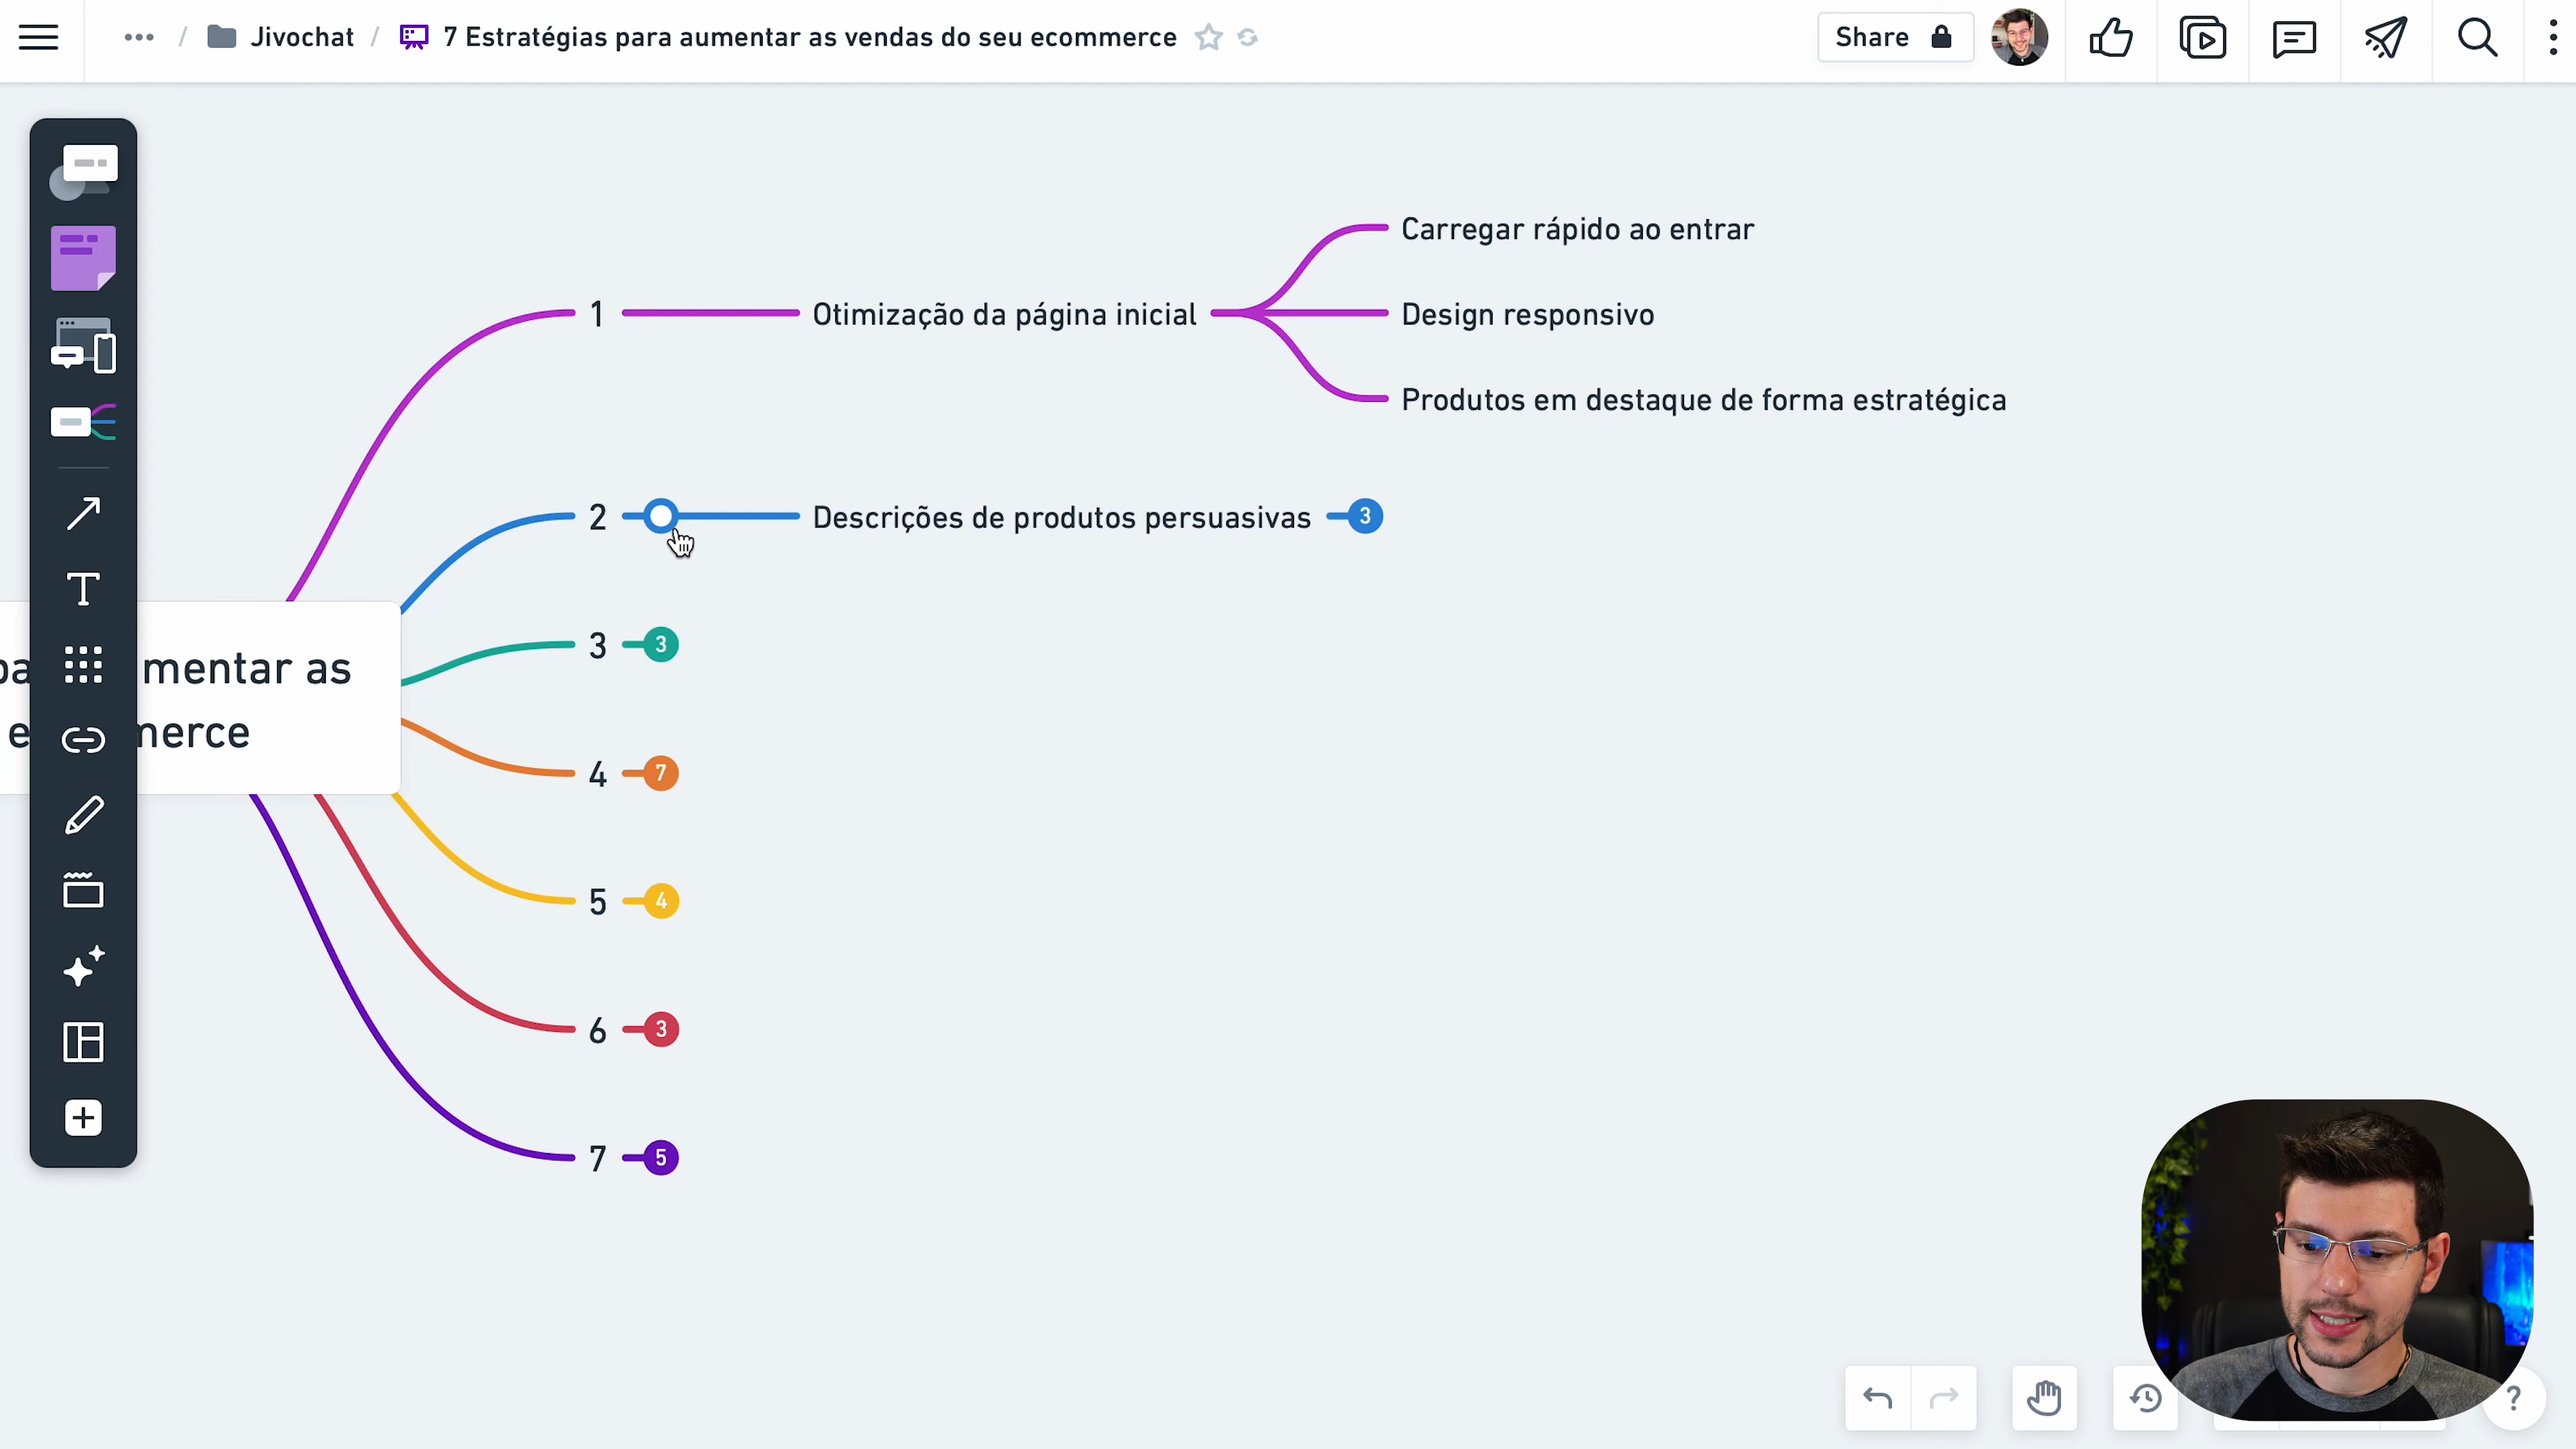 ••• / Jivochat / 7 Estratégias para aumentar as vendas do seu ecommerce
Share
1
Otimização da página inicial
Carregar rápido ao entrar
Design responsivo
Produtos em destaque de forma estratégica
2
Descrições de produtos persuasivas
3
3
3
mentar as
merce
4
7
5
4
6
3
7
5
T
?